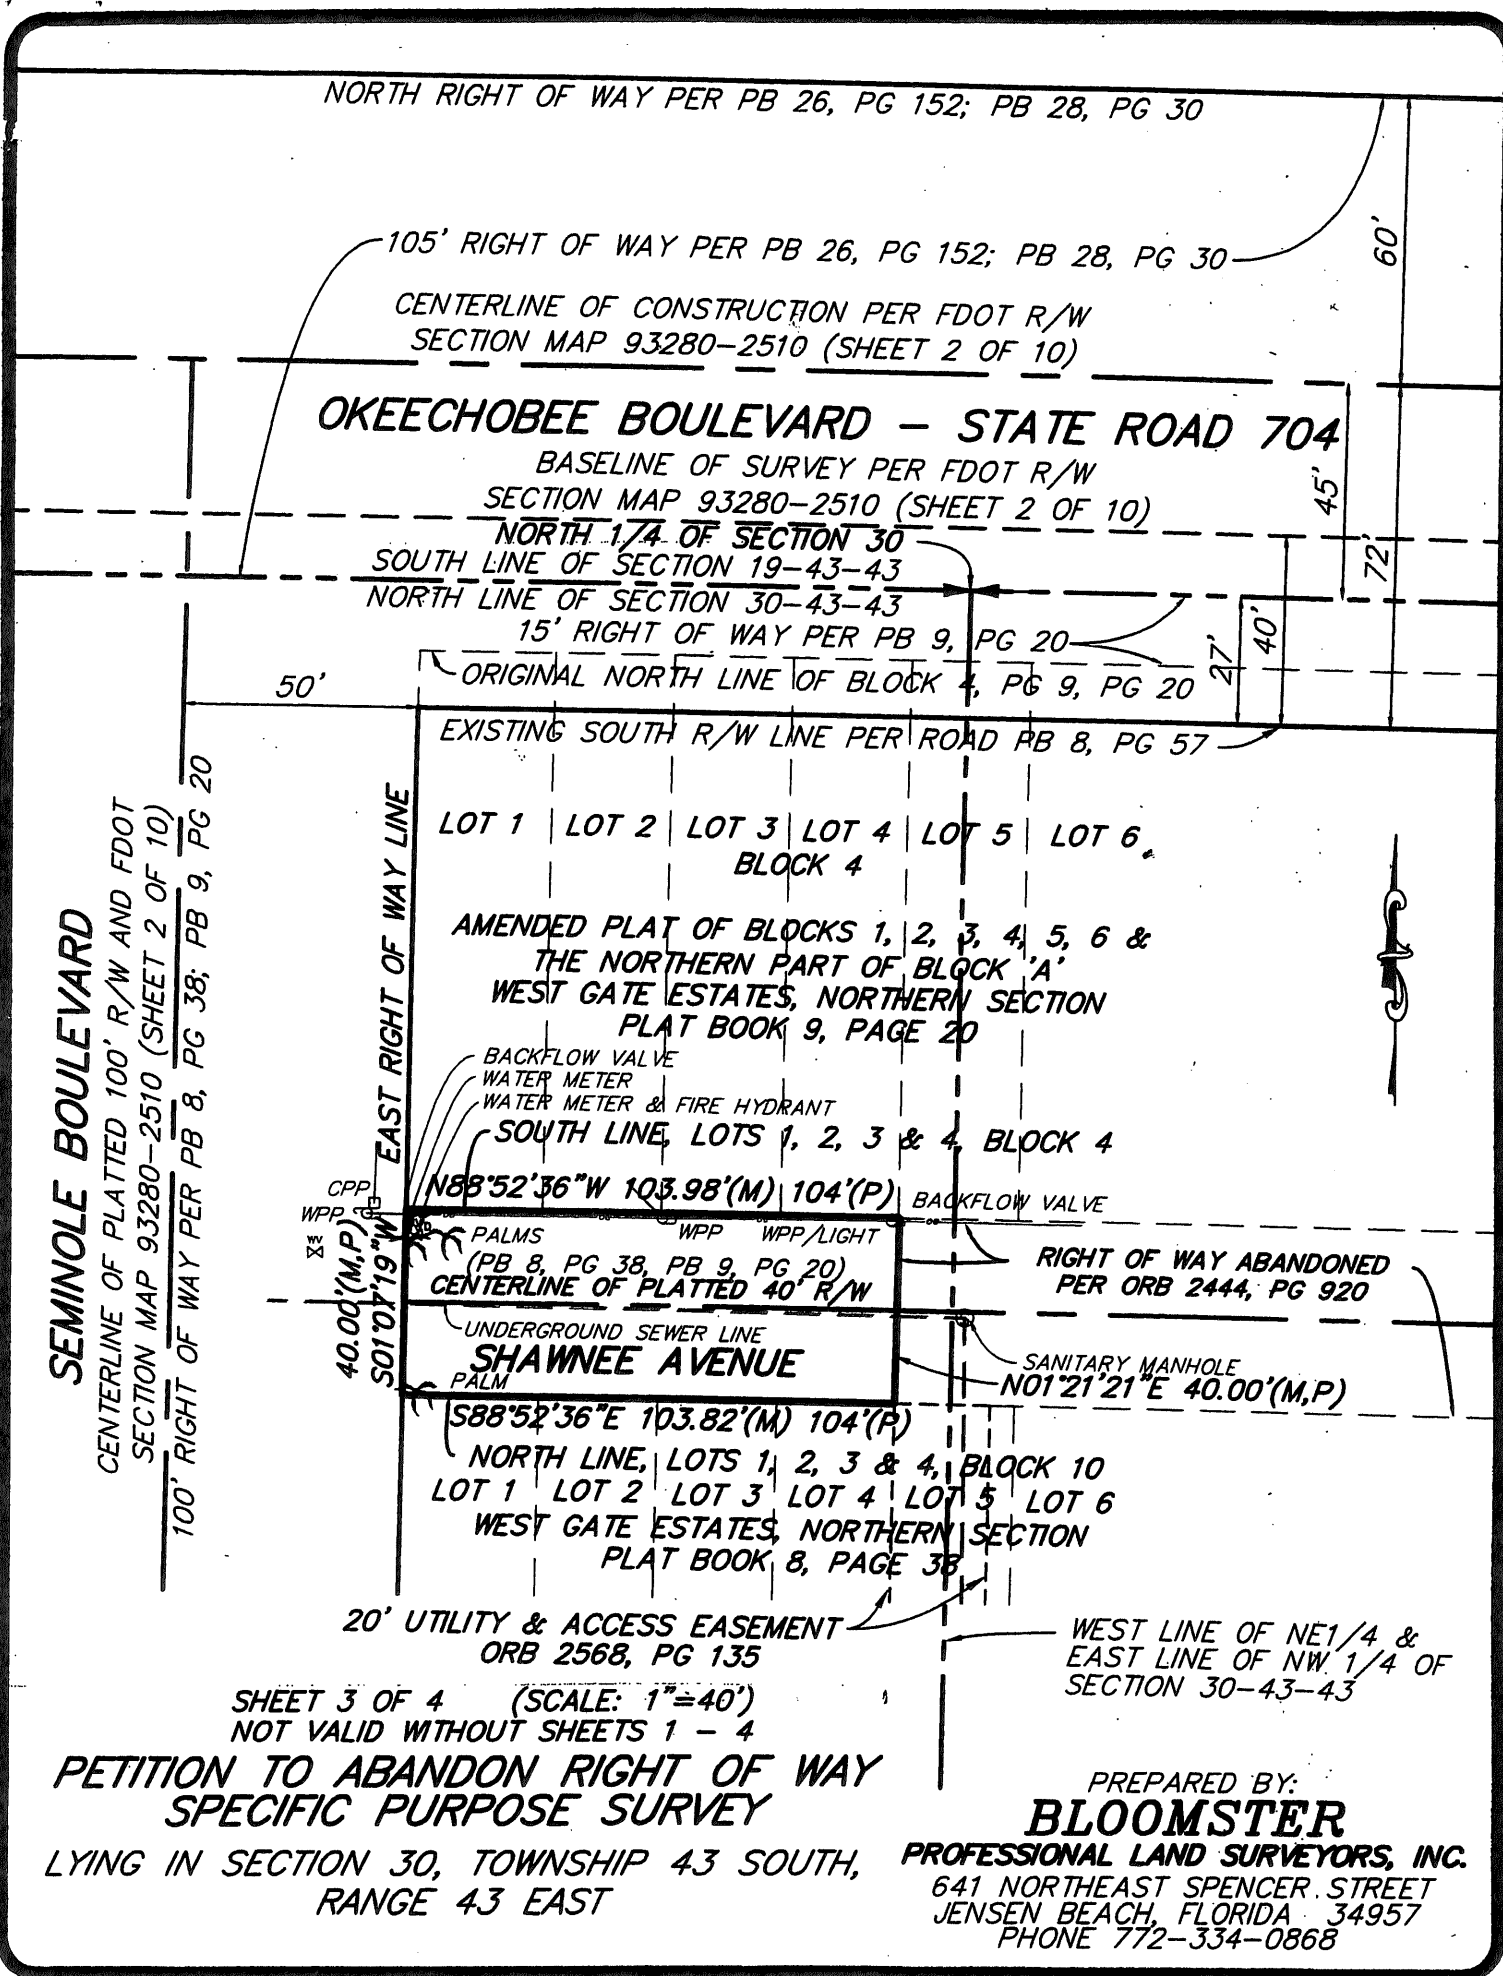 NORTH RIGHT OF WAY PER PB 26, PG 152; PB 28, PG 30
105' RIGHT OF WAY PER PB 26, PG 152; PB 28, PG 30
60'
CENTERLINE OF CONSTRUCTION PER FDOT R/W
SECTION MAP 93280-2510 (SHEET 2 OF 10)
OKEECHOBEE BOULEVARD - STATE ROAD 704
BASELINE OF SURVEY PER FDOT R/W
SECTION MAP 93280-2510 (SHEET 2 OF 10)
45'
NORTH 1/4 OF SECTION 30
SOUTH LINE OF SECTION 19-43-43
72'
NORTH LINE OF SECTION 30-43-43
15' RIGHT OF WAY PER PB 9, PG 20
40'
27'
ORIGINAL NORTH LINE OF BLOCK 4, PG 9, PG 20
50'
EXISTING SOUTH R/W LINE PER ROAD PB 8, PG 57
SEMINOLE BOULEVARD
CENTERLINE OF PLATTED 100' R/W AND FDOT
SECTION MAP 93280-2510 (SHEET 2 OF 10)
100' RIGHT OF WAY PER PB 8, PG 38; PB 9, PG 20
EAST RIGHT OF WAY LINE
LOT 1 LOT 2 LOT 3 LOT 4 LOT 5 LOT 6
BLOCK 4
AMENDED PLAT OF BLOCKS 1, 2, 3, 4, 5, 6 &
THE NORTHERN PART OF BLOCK 'A'
WEST GATE ESTATES, NORTHERN SECTION
PLAT BOOK 9, PAGE 20
BACKFLOW VALVE
WATER METER
WATER METER & FIRE HYDRANT
SOUTH LINE, LOTS 1, 2, 3 & 4, BLOCK 4
CPP
N88°52'36"W 103.98'(M) 104'(P)
BACKFLOW VALVE
WPP
WV
PALMS
WPP
WPP/LIGHT
40.00'(M,P)
S01°07'19"W
(PB 8, PG 38, PB 9, PG 20)
CENTERLINE OF PLATTED 40' R/W
RIGHT OF WAY ABANDONED
PER ORB 2444, PG 920
UNDERGROUND SEWER LINE
SHAWNEE AVENUE
SANITARY MANHOLE
PALM
N01°21'21"E 40.00'(M,P)
S88°52'36"E 103.82'(M) 104'(P)
NORTH LINE, LOTS 1, 2, 3 & 4, BLOCK 10
LOT 1 LOT 2 LOT 3 LOT 4 LOT 5 LOT 6
WEST GATE ESTATES, NORTHERN SECTION
PLAT BOOK 8, PAGE 38
20' UTILITY & ACCESS EASEMENT
ORB 2568, PG 135
WEST LINE OF NE1/4 &
EAST LINE OF NW 1/4 OF
SECTION 30-43-43
SHEET 3 OF 4 (SCALE: 1"=40')
NOT VALID WITHOUT SHEETS 1 - 4
PETITION TO ABANDON RIGHT OF WAY
SPECIFIC PURPOSE SURVEY
LYING IN SECTION 30, TOWNSHIP 43 SOUTH,
RANGE 43 EAST
PREPARED BY:
BLOOMSTER
PROFESSIONAL LAND SURVEYORS, INC.
641 NORTHEAST SPENCER STREET
JENSEN BEACH, FLORIDA 34957
PHONE 772-334-0868